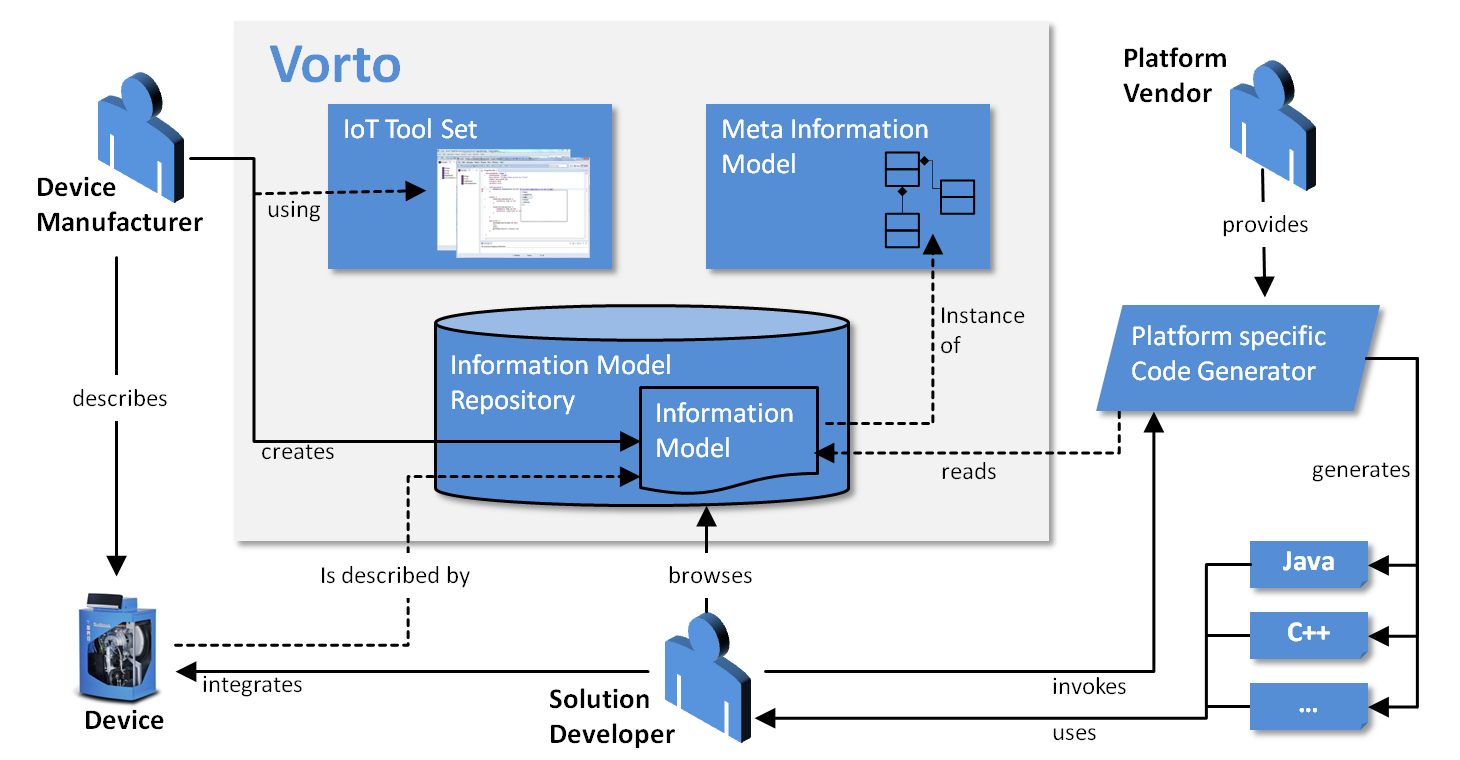 Vorto
Platform
Vendor
IoT Tool Set
Meta Information
Model
Device
Manufacturer
using
provides
Instance
of
Platform specific
Code Generator
Information Model
Repository
Information
Model
describes
creates
reads
generates
Is described by
browses
Java
C++
...
integrates
invokes
Solution
Developer
Device
uses